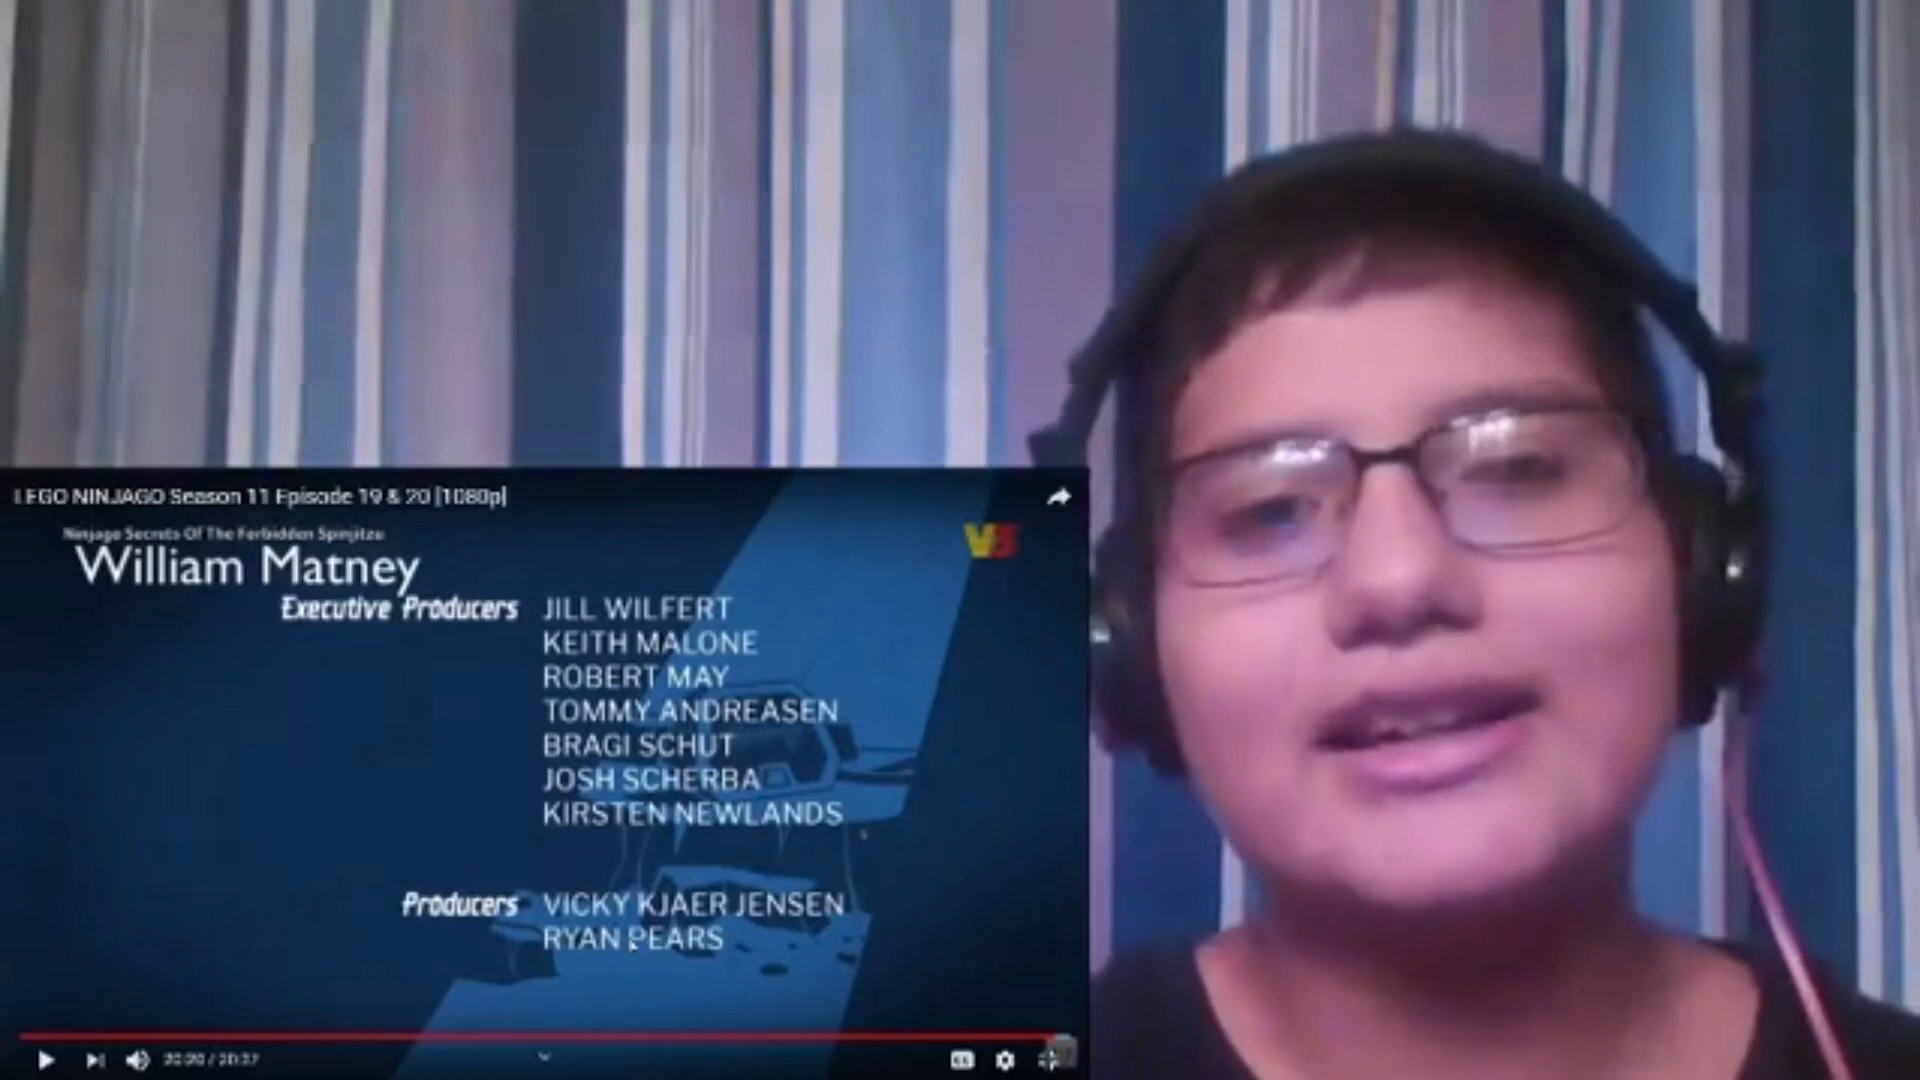 LEGO NINJAGO Season 11 Episode 19 & 20 [1080p]
Ninjago Secrets Of The Forbidden Spinjitzu
William Matney
V3
Executive Producers JILL WILFERT
KEITH MALONE
ROBERT MAY
TOMMY ANDREASEN
BRAGI SCHUT
JOSH SCHERBA
KIRSTEN NEWLANDS
Producers VICKY KJAER JENSEN
RYAN PEARS